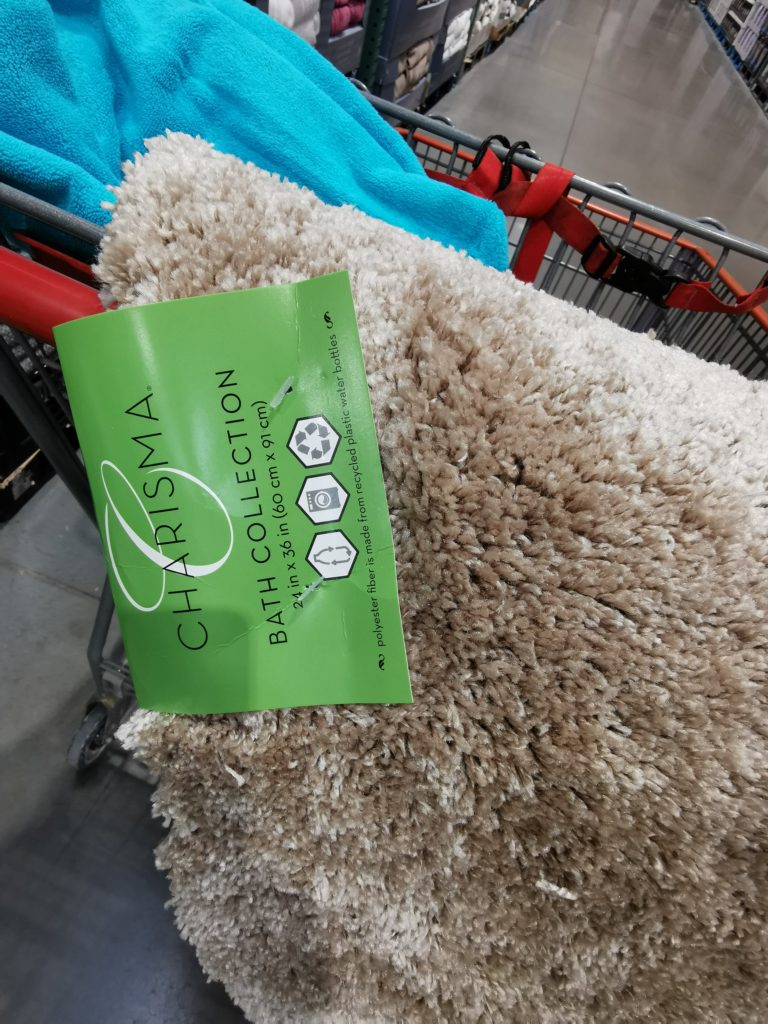 CHARISMA®
BATH COLLECTION
24 in x 36 in (60 cm x 91 cm)
polyester fiber is made from recycled plastic water bottles